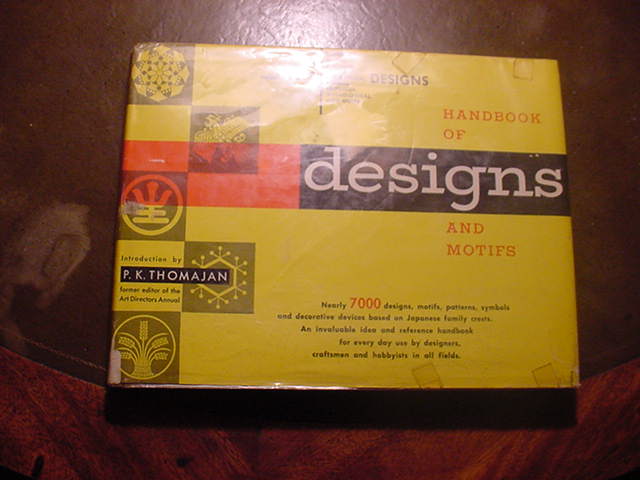 DESIGNS
HANDBOOK
OF
designs
AND
MOTIFS
Introduction by
P. K. THOMAJAN
former editor of the
Art Directors Annual
Nearly 7000 designs, motifs, patterns, symbols
and decorative devices based on Japanese family crests.
An invaluable idea and reference handbook
for every day use by designers,
craftsmen and hobbyists in all fields.